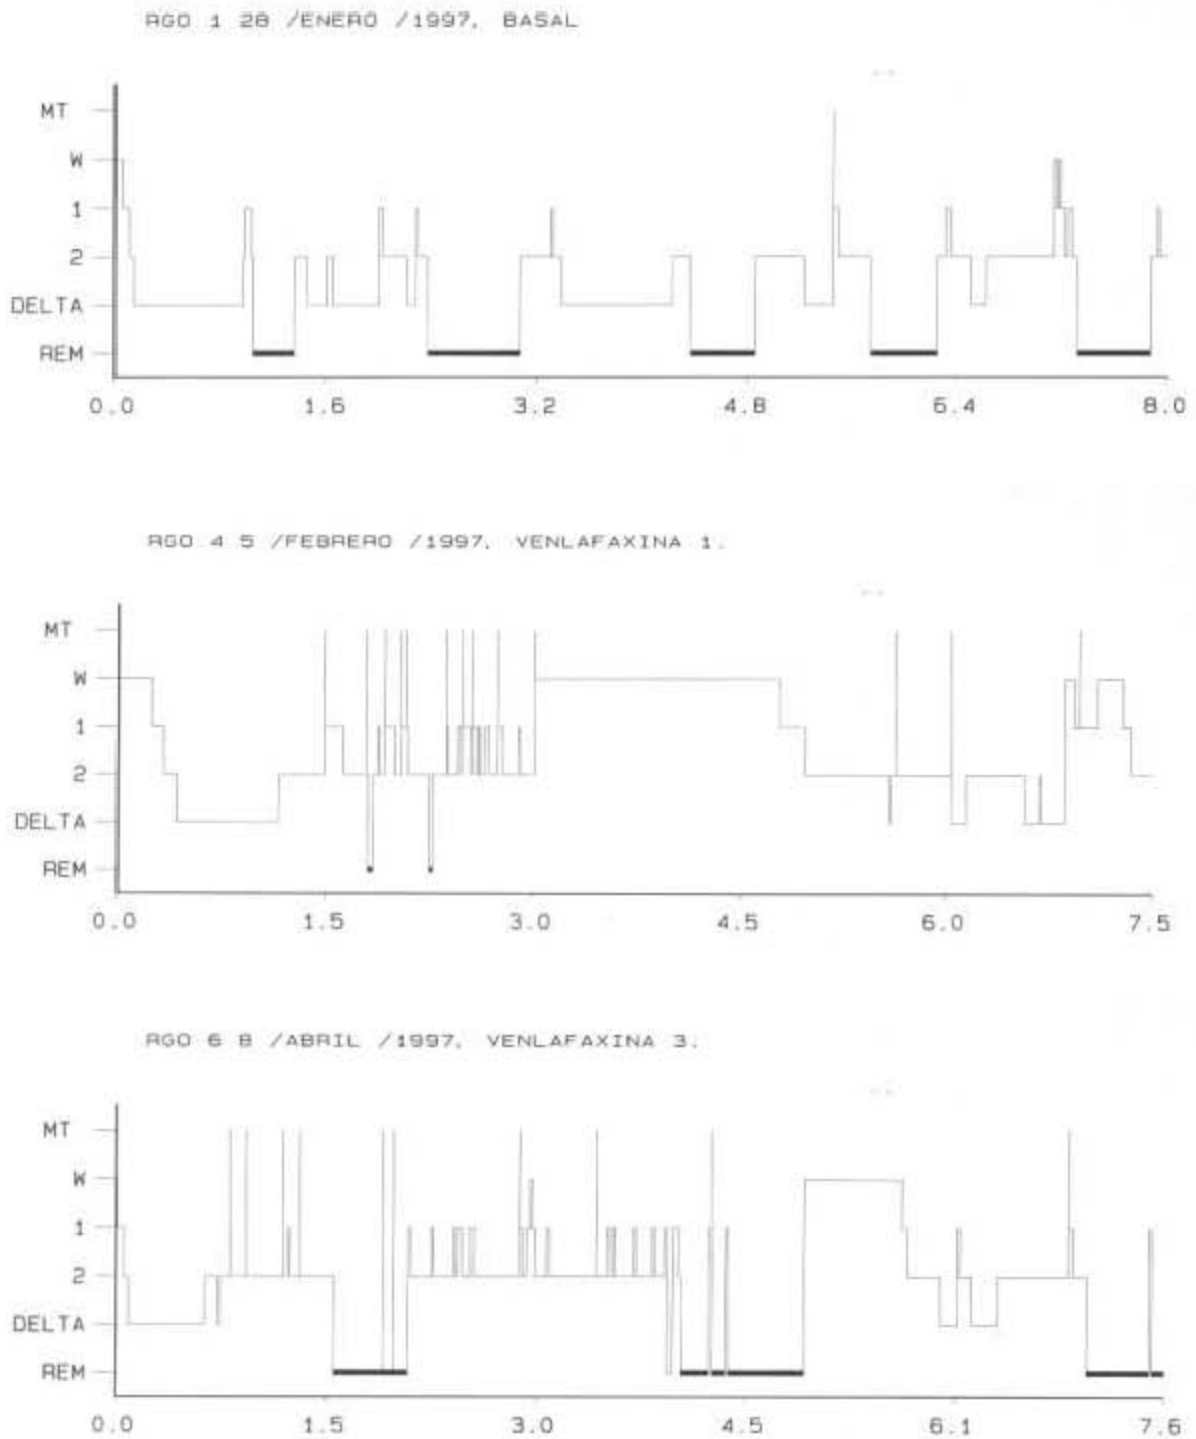 RGO 1 28 /ENERO /1997, BASAL
MT
W
1
2
DELTA
REM
0.0 1.6 3.2 4.8 6.4 8.0
RGO 4 5 /FEBRERO /1997, VENLAFAXINA 1.
MT
W
1
2
DELTA
REM
0.0 1.5 3.0 4.5 6.0 7.5
RGO 6 8 /ABRIL /1997, VENLAFAXINA 3.
MT
W
1
2
DELTA
REM
0.0 1.5 3.0 4.5 6.1 7.6